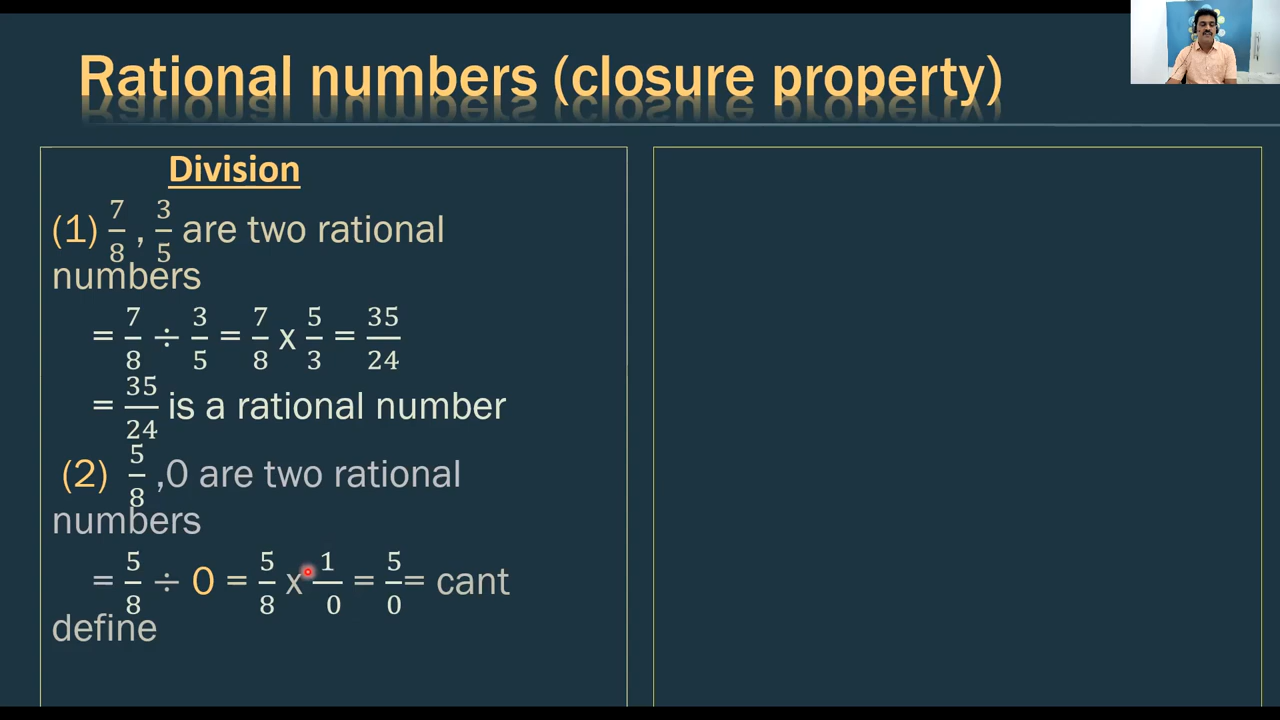 Rational numbers (closure property)
Division
(1) 7/8 , 3/5 are two rational
numbers
= 7/8 ÷ 3/5 = 7/8 x 5/3 = 35/24
= 35/24 is a rational number
(2) 5/8 ,0 are two rational
numbers
= 5/8 ÷ 0 = 5/8 x 1/0 = 5/0= cant
define